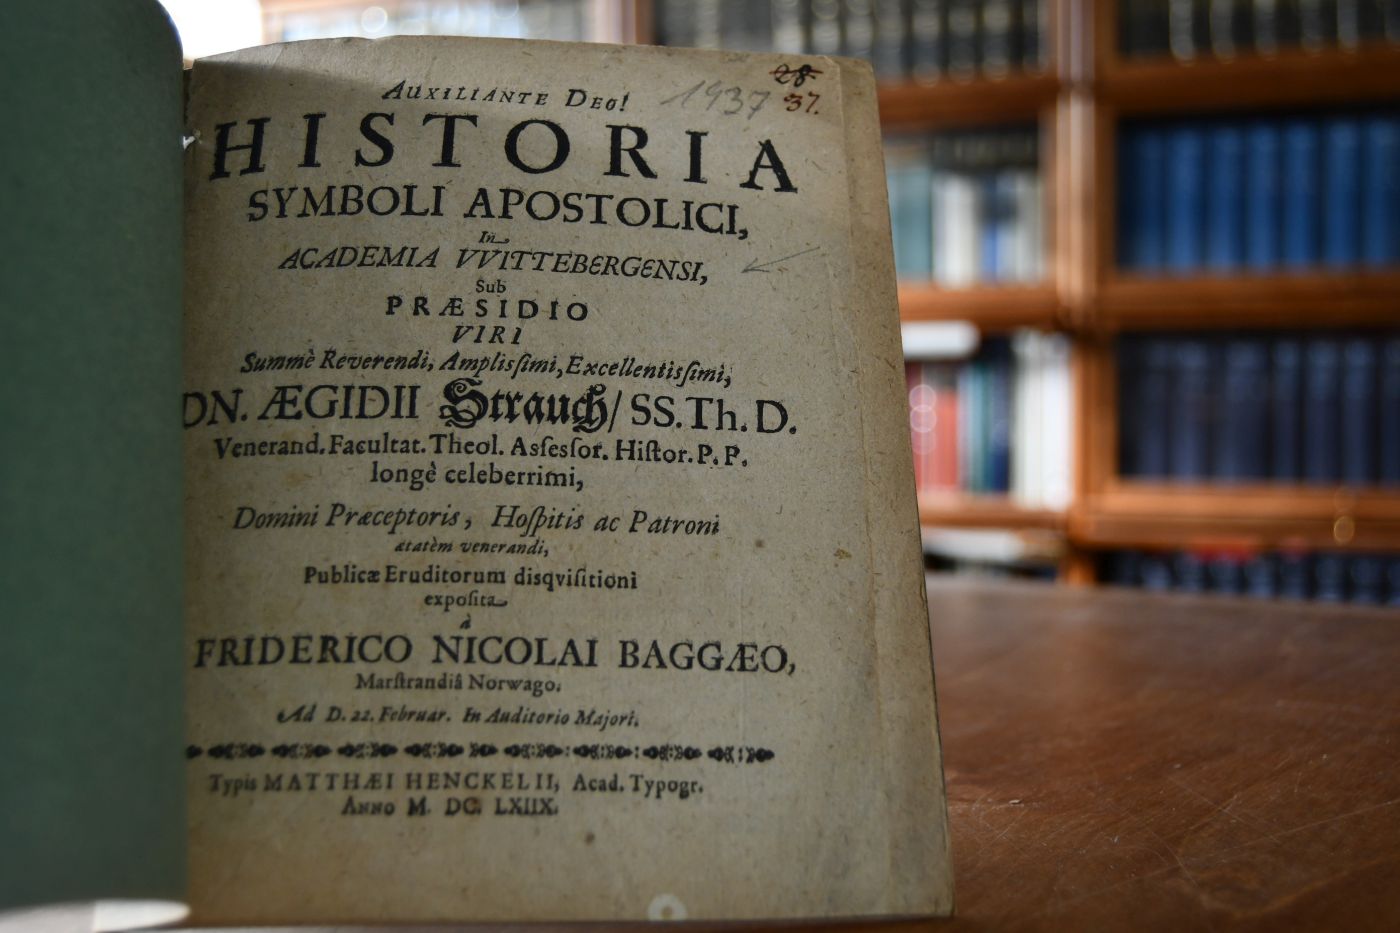 AUXILIANTE DEO! 1937 28
37.
HISTORIA
SYMBOLI APOSTOLICI,
In
ACADEMIA VVITTEBERGENSI,
Sub
PRÆSIDIO
VIRI
Summè Reverendi, Amplisſimi, Excellentisſimi,
DN. ÆGIDII Strauch/ SS. Th. D.
Venerand. Facultat. Theol. Asſesſor. Hiſtor. P. P.
longè celeberrimi,
Domini Præceptoris, Hoſpitis ac Patroni
ætatèm venerandi,
Publicæ Eruditorum disqviſitioni
expoſita
à
FRIDERICO NICOLAI BAGGÆO,
Marſtrandiâ Norwago.
Ad D. 22. Februar. In Auditorio Majori.
Typis MATTHÆI HENCKELII, Acad. Typogr.
ANNO M. DC. LXIIX.